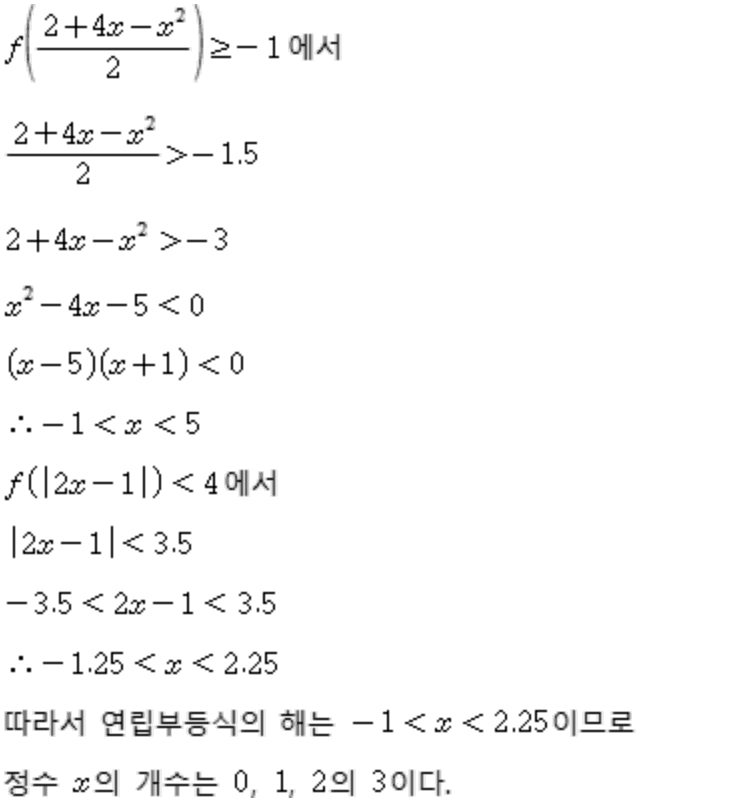 f((2+4x−x²)/2) ≥ −1 에서
(2+4x−x²)/2 > −1.5
2+4x−x² > −3
x²−4x−5 < 0
(x−5)(x+1) < 0
∴ −1 < x < 5
f(|2x−1|) < 4 에서
|2x−1| < 3.5
−3.5 < 2x−1 < 3.5
∴ −1.25 < x < 2.25
따라서 연립부등식의 해는 −1 < x < 2.25이므로
정수 x의 개수는 0, 1, 2의 3이다.